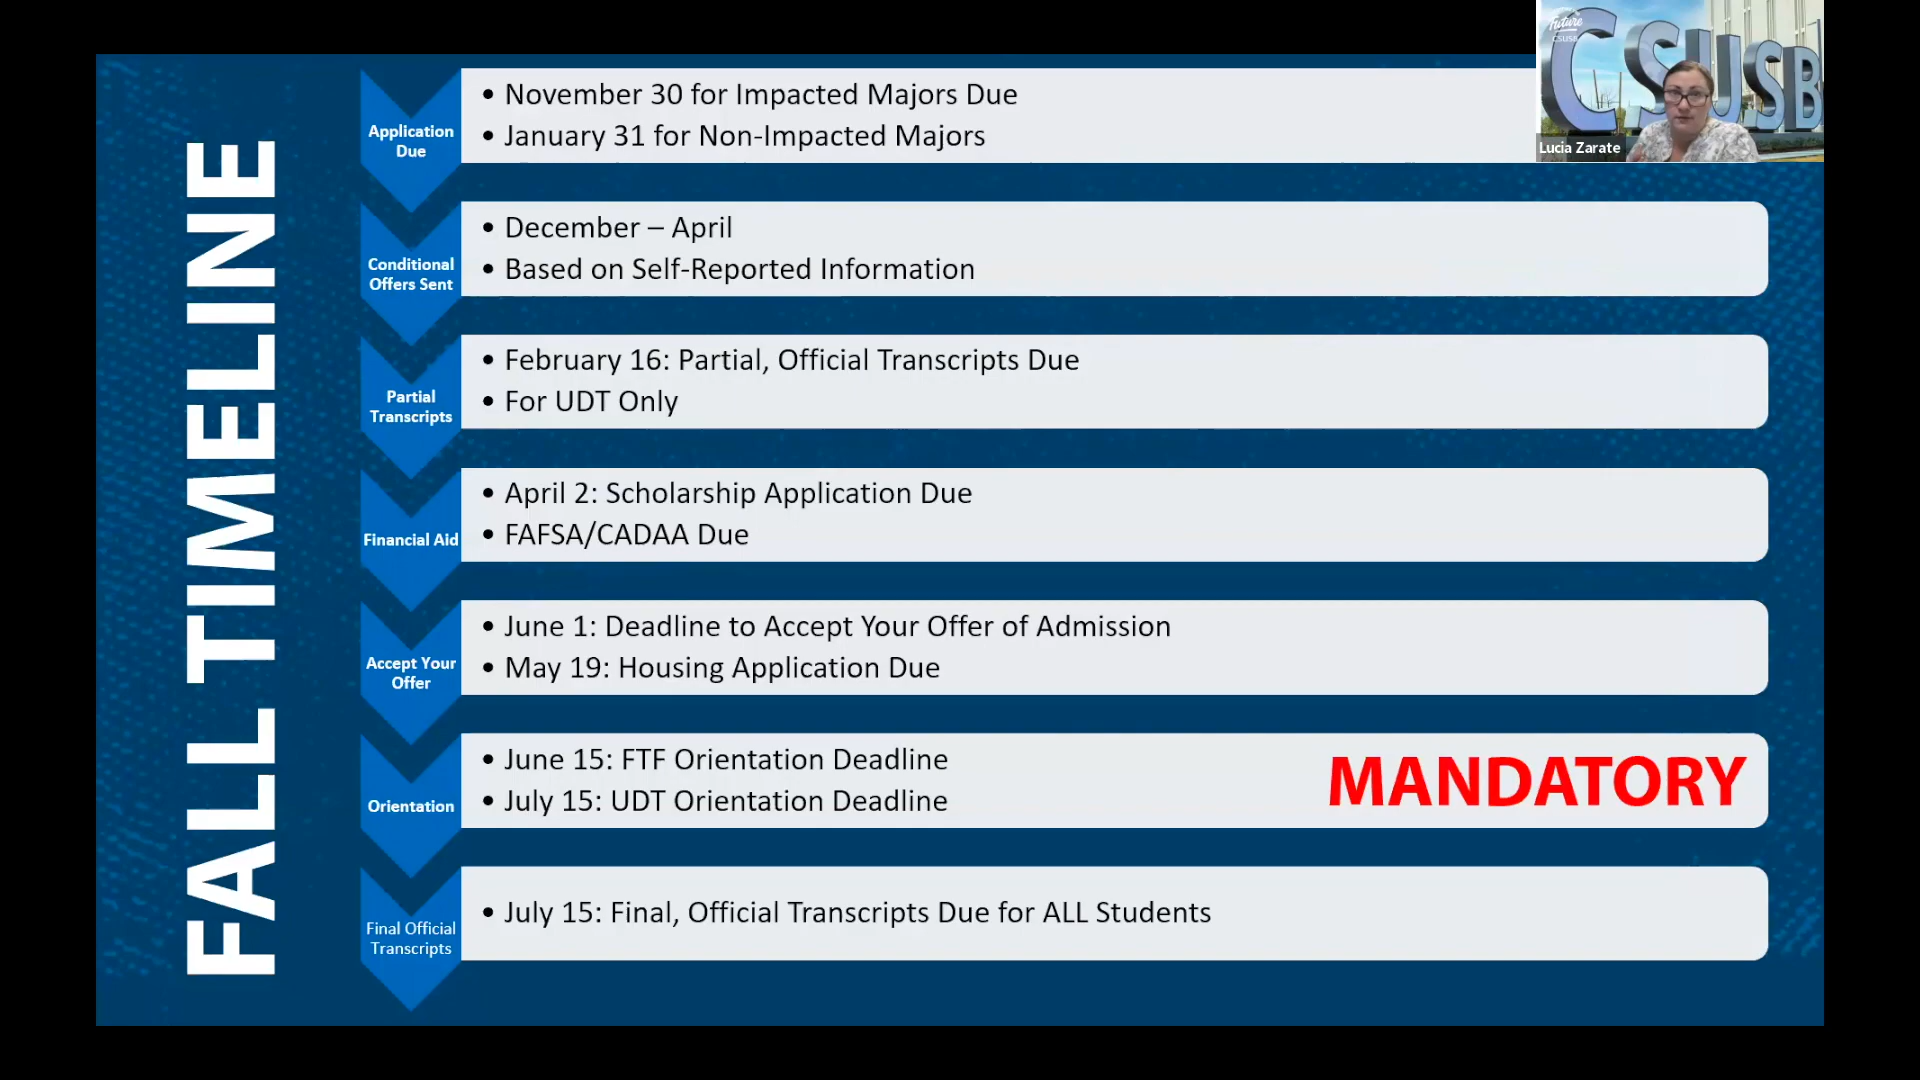 FALL TIMELINE
Application
Due
• November 30 for Impacted Majors Due
• January 31 for Non-Impacted Majors
Conditional
Offers Sent
• December – April
• Based on Self-Reported Information
Partial
Transcripts
• February 16: Partial, Official Transcripts Due
• For UDT Only
Financial Aid
• April 2: Scholarship Application Due
• FAFSA/CADAA Due
Accept Your
Offer
• June 1: Deadline to Accept Your Offer of Admission
• May 19: Housing Application Due
Orientation
• June 15: FTF Orientation Deadline
• July 15: UDT Orientation Deadline
MANDATORY
Final Official
Transcripts
• July 15: Final, Official Transcripts Due for ALL Students
Future
CSUSB
CSUSB
Lucia Zarate